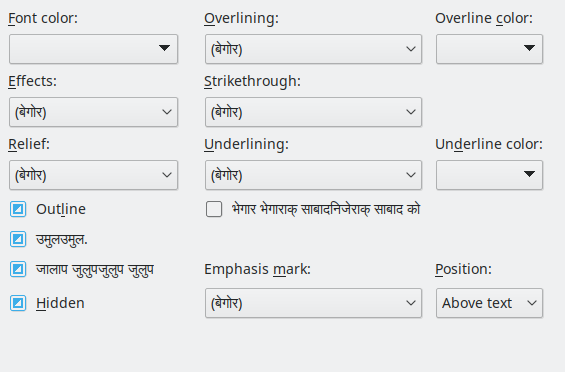 Font color: Overlining: Overline color:
(बेगोर)
Effects: Strikethrough:
(बेगोर) (बेगोर)
Relief: Underlining: Underline color:
(बेगोर) (बेगोर)
Outline भेगार भेगाराक् साबादनिजेराक् साबाद को
उमुलउमुल.
जालाप जुलुपजुलुप जुलुप Emphasis mark: Position:
Hidden (बेगोर) Above text